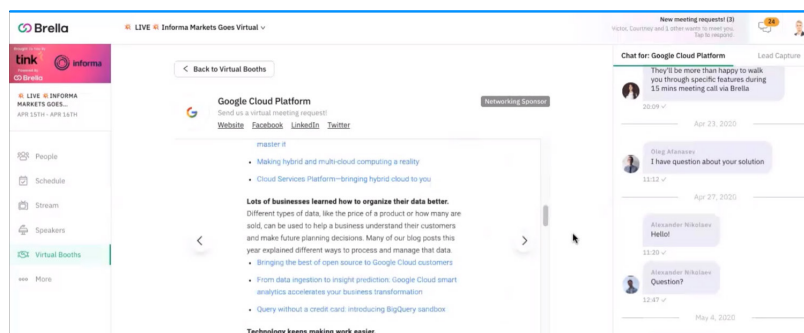 Brella
LIVE Informa Markets Goes Virtual
New meeting requests! (3)
Victor Courtney and 1 other wants to meet you.
Tap to respond.
24
Brought to You by
tink
informa
Powered by
Brella
LIVE INFORMA
MARKETS GOES...
APR 15TH - APR 16TH
People
Schedule
Stream
Speakers
Virtual Booths
More
< Back to Virtual Booths
Google Cloud Platform
Networking Sponsor
Send us a virtual meeting request!
Website Facebook LinkedIn Twitter
master it
• Making hybrid and multi-cloud computing a reality
• Cloud Services Platform—bringing hybrid cloud to you
Lots of businesses learned how to organize their data better.
Different types of data, like the price of a product or how many are
sold, can be used to help a business understand their customers
and make future planning decisions. Many of our blog posts this
year explained different ways to process and manage that data.
• Bringing the best of open source to Google Cloud customers
• From data ingestion to insight prediction: Google Cloud smart
analytics accelerates your business transformation
• Query without a credit card: introducing BigQuery sandbox
Technology keeps making work easier.
Chat for: Google Cloud Platform
Lead Capture
They'll be more than happy to walk
you through specific features during
15 mins meeting call via Brella
20:09
Apr 23, 2020
Oleg Afanasev
I have question about your solution
11:12
Apr 27, 2020
Alexander Nikolaev
Hello!
11:20
Alexander Nikolaev
Question?
12:47
May 4, 2020